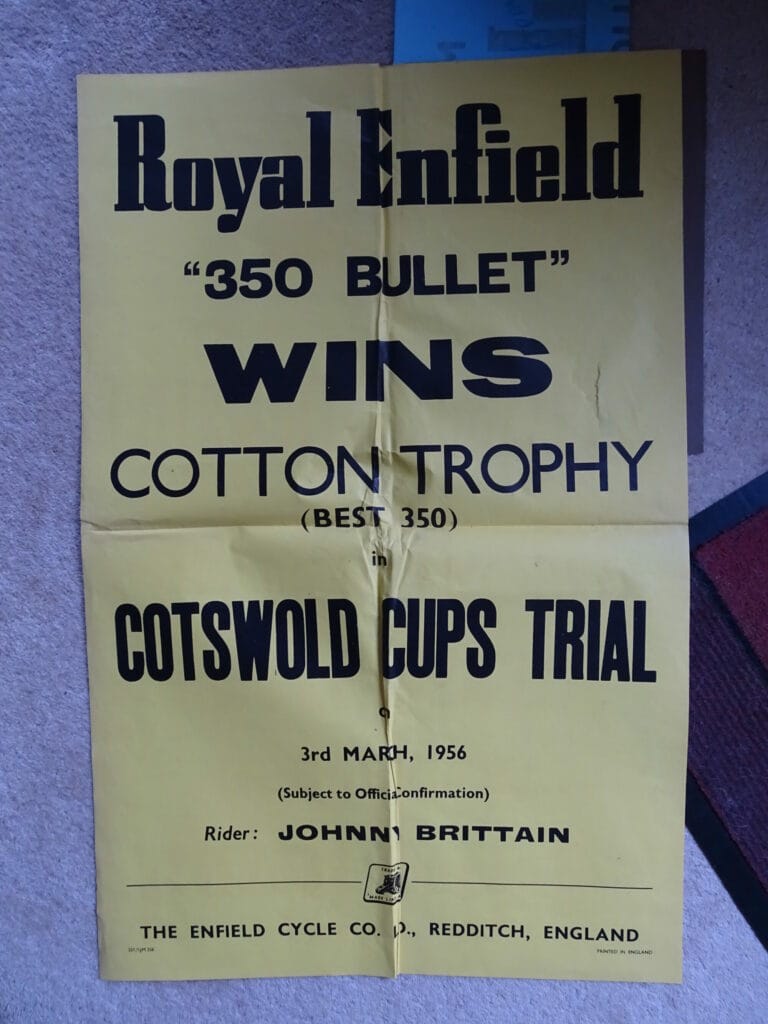 Royal Enfield
“350 BULLET”
WINS
COTTON TROPHY
(BEST 350)
in
COTSWOLD CUPS TRIAL
3rd MARCH, 1956
(Subject to Official Confirmation)
Rider: JOHNNY BRITTAIN
THE ENFIELD CYCLE CO. LTD., REDDITCH, ENGLAND
PRINTED IN ENGLAND